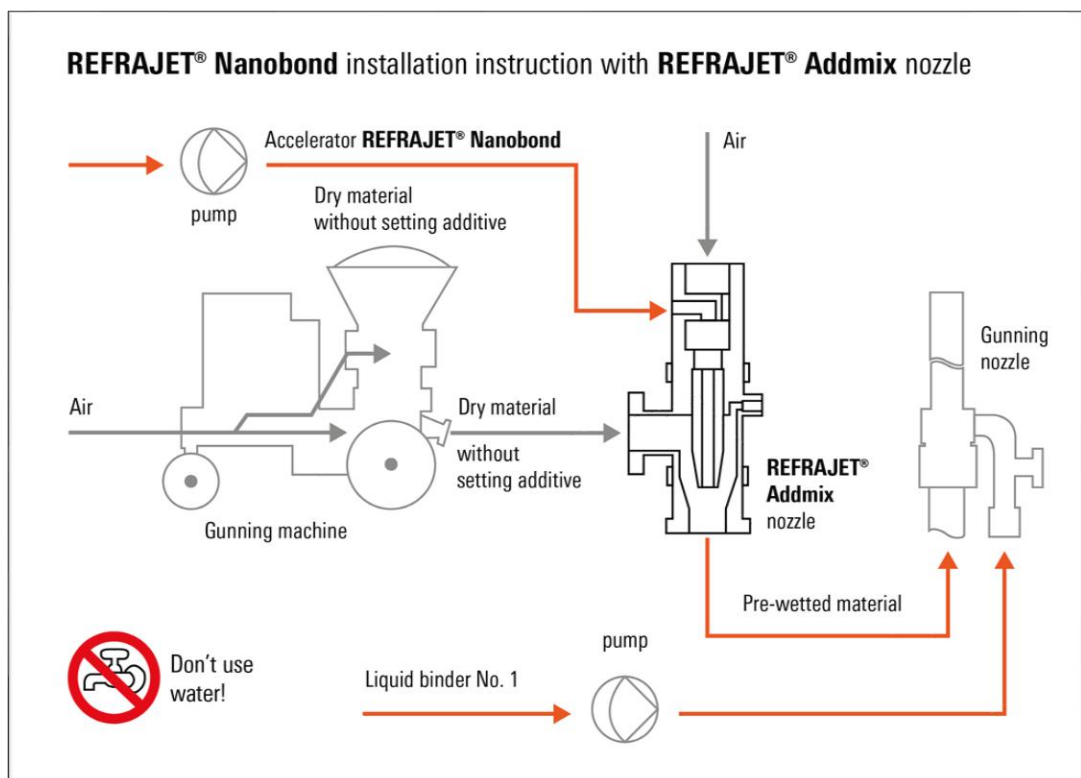 REFRAJET® Nanobond installation instruction with REFRAJET® Addmix nozzle
Accelerator REFRAJET® Nanobond
Air
pump
Dry material
without setting additive
Gunning
nozzle
Air
Dry material
without
setting additive
REFRAJET®
Addmix
nozzle
Gunning machine
Pre-wetted material
pump
Don't use
water!
Liquid binder No. 1